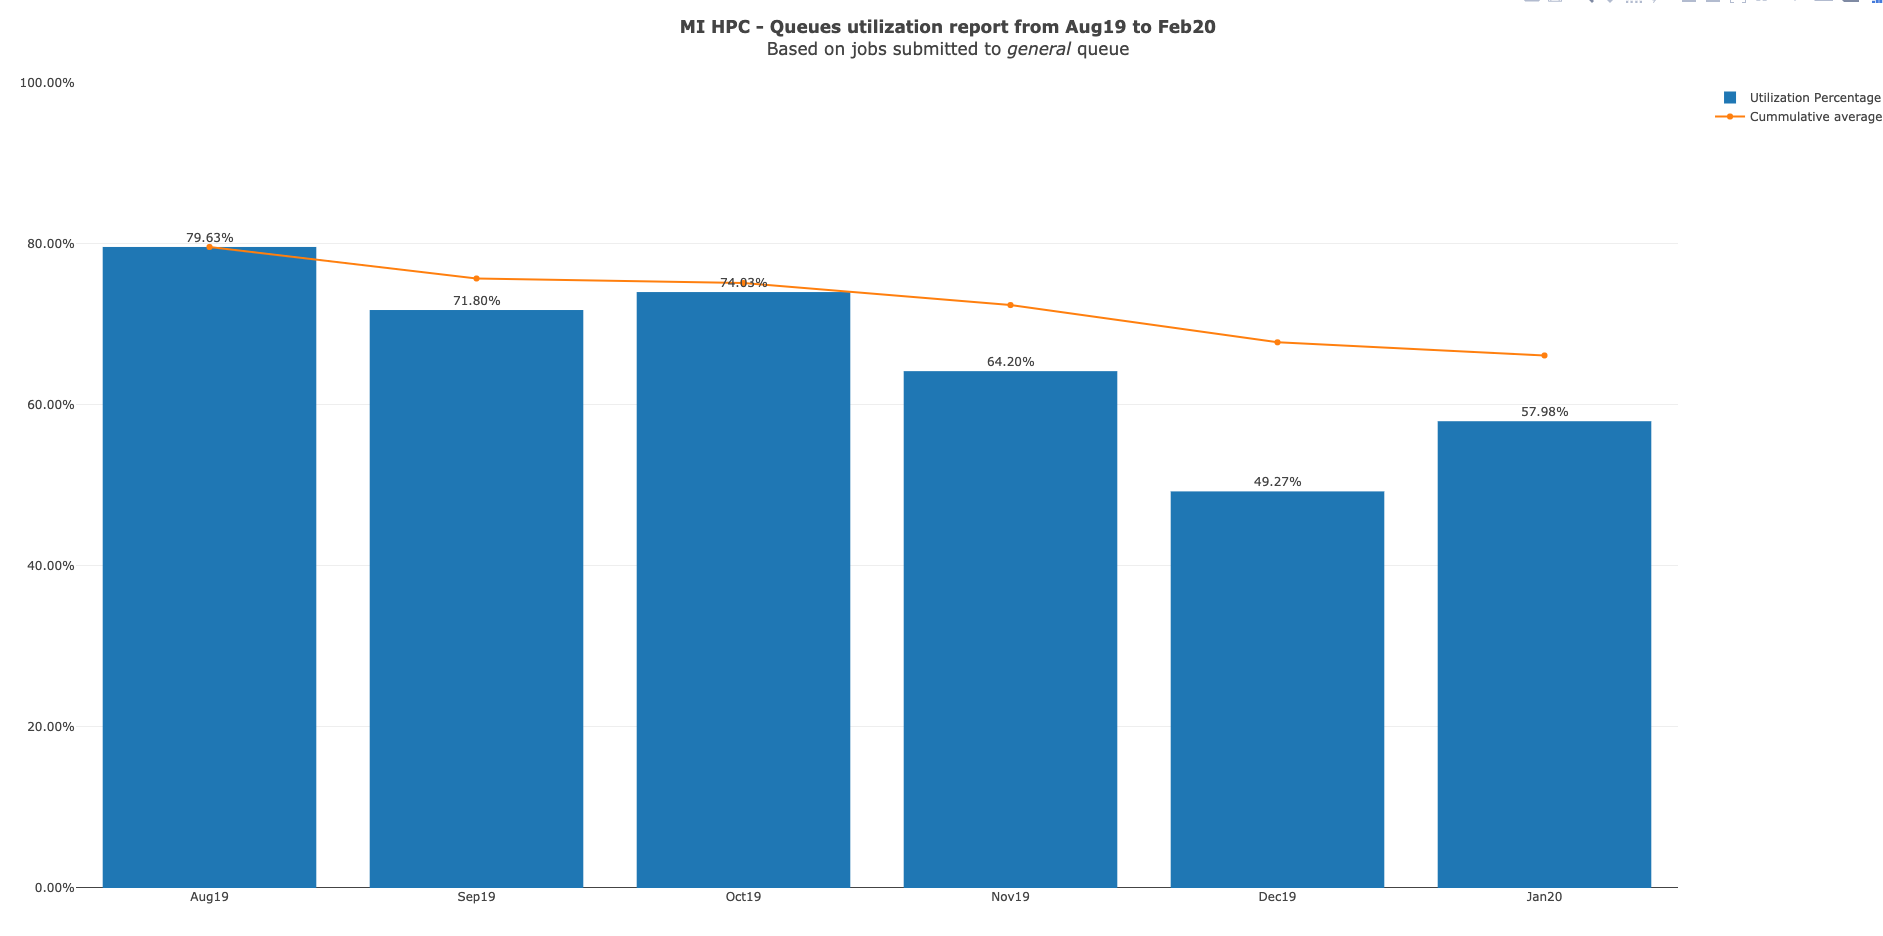 MI HPC - Queues utilization report from Aug19 to Feb20
Based on jobs submitted to general queue
100.00%
Utilization Percentage
Cummulative average
79.63%
80.00%
74.03%
71.80%
64.20%
60.00%
57.98%
49.27%
40.00%
20.00%
0.00%
Aug19 Sep19 Oct19 Nov19 Dec19 Jan20